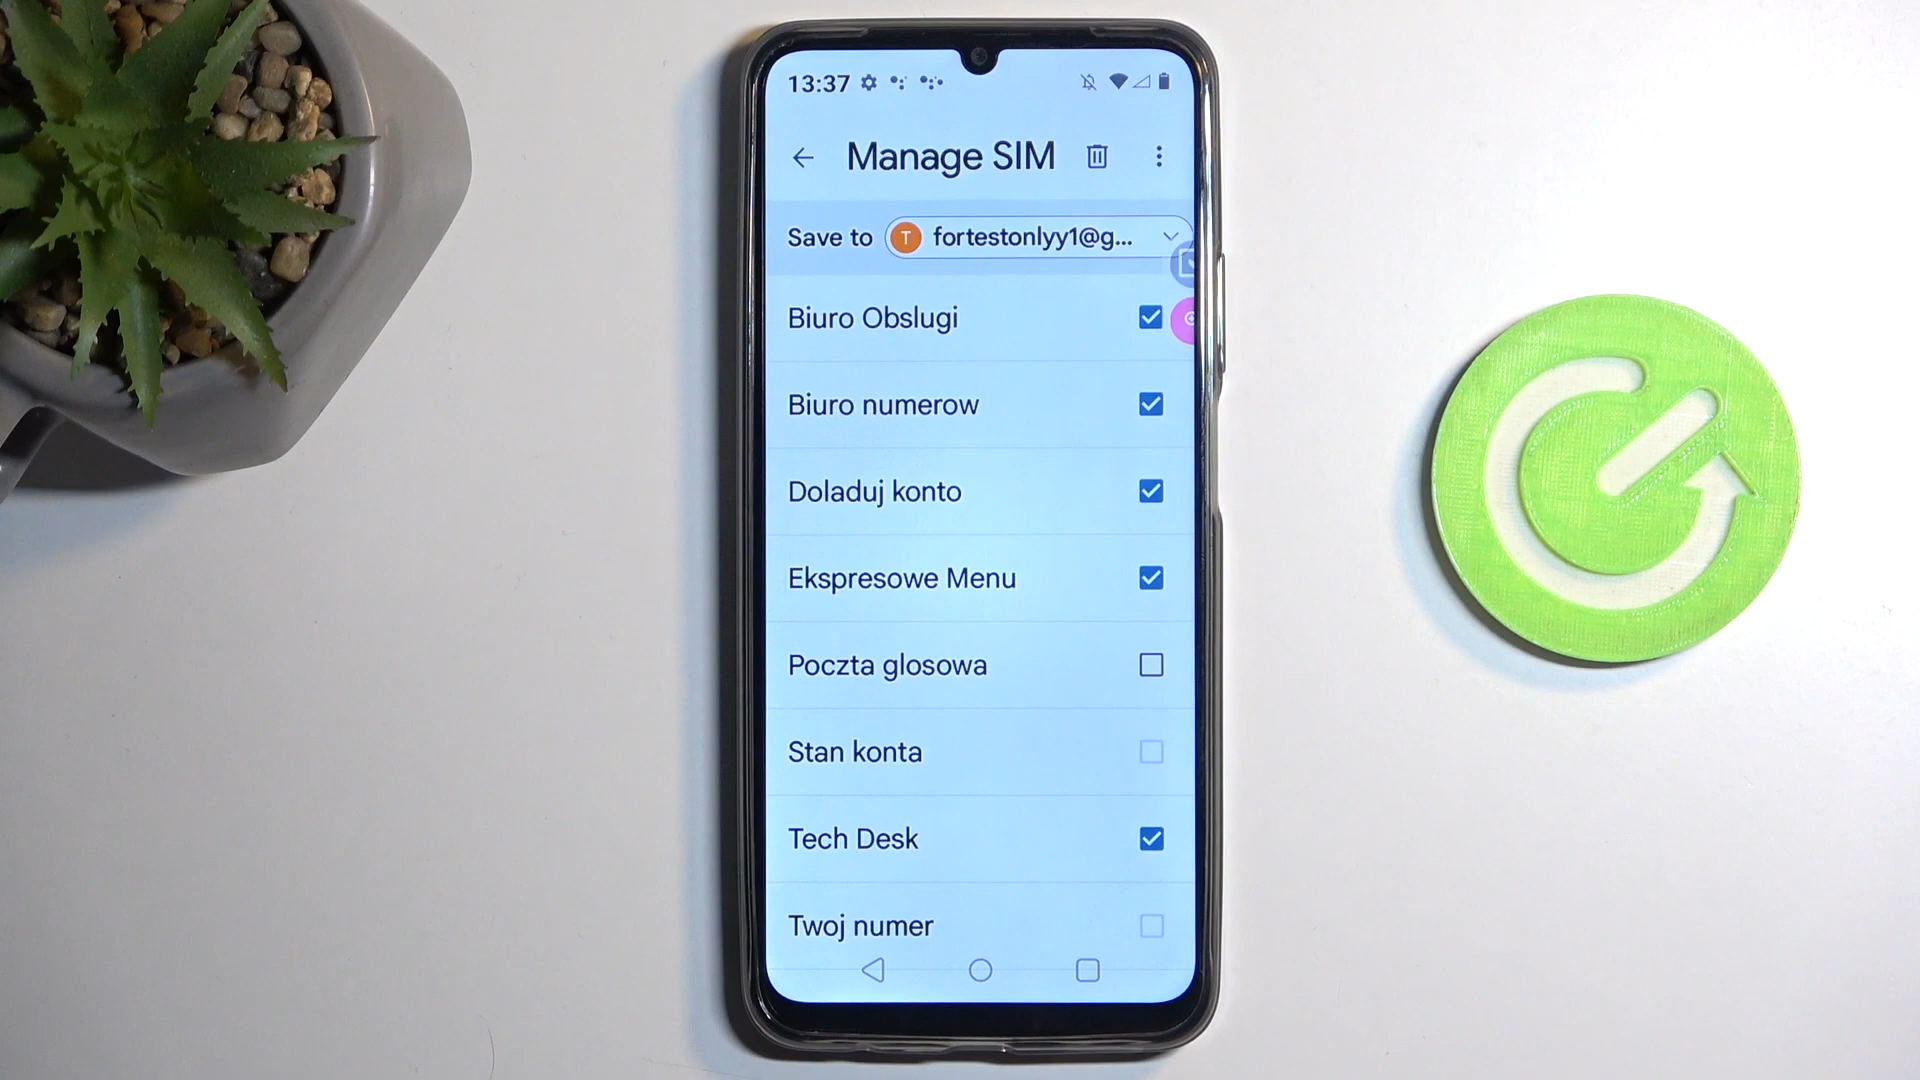 13:37
Manage SIM
Save to T fortestonlyy1@g...
Biuro Obslugi
Biuro numerow
Doladuj konto
Ekspresowe Menu
Poczta glosowa
Stan konta
Tech Desk
Twoj numer